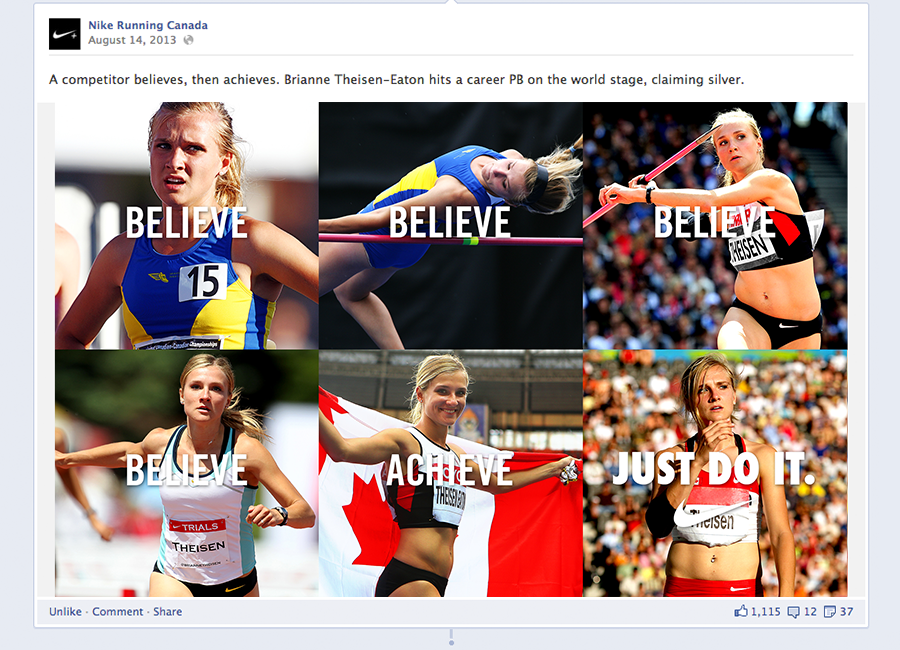 Nike Running Canada
August 14, 2013
A competitor believes, then achieves. Brianne Theisen-Eaton hits a career PB on the world stage, claiming silver.
BELIEVE
BELIEVE
BELIEVE
15
THEISEN
Championships
BELIEVE
ACHIEVE
JUST DO IT.
TRIALS
THEISEN
Theisen
Unlike · Comment · Share
1,115
12
37